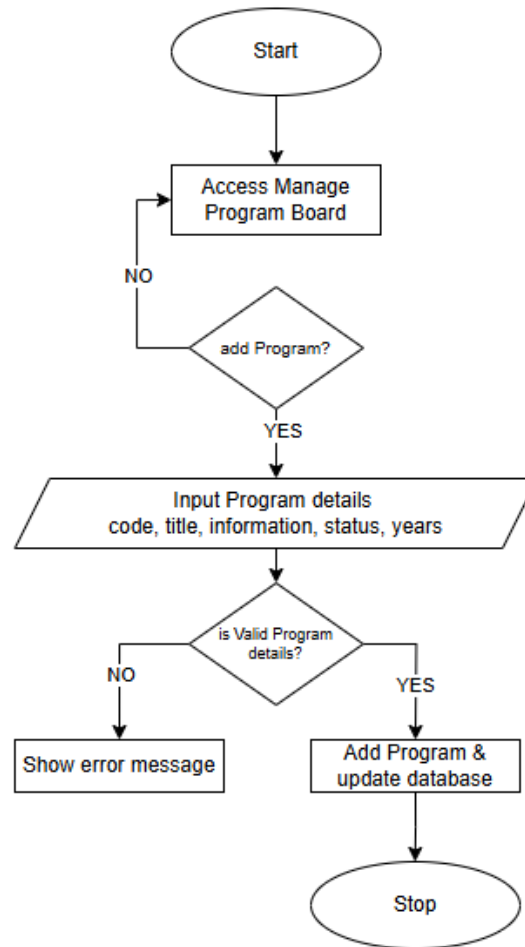 Start
Access Manage
Program Board
NO
add Program?
YES
Input Program details
code, title, information, status, years
is Valid Program
details?
NO
YES
Show error message
Add Program &
update database
Stop